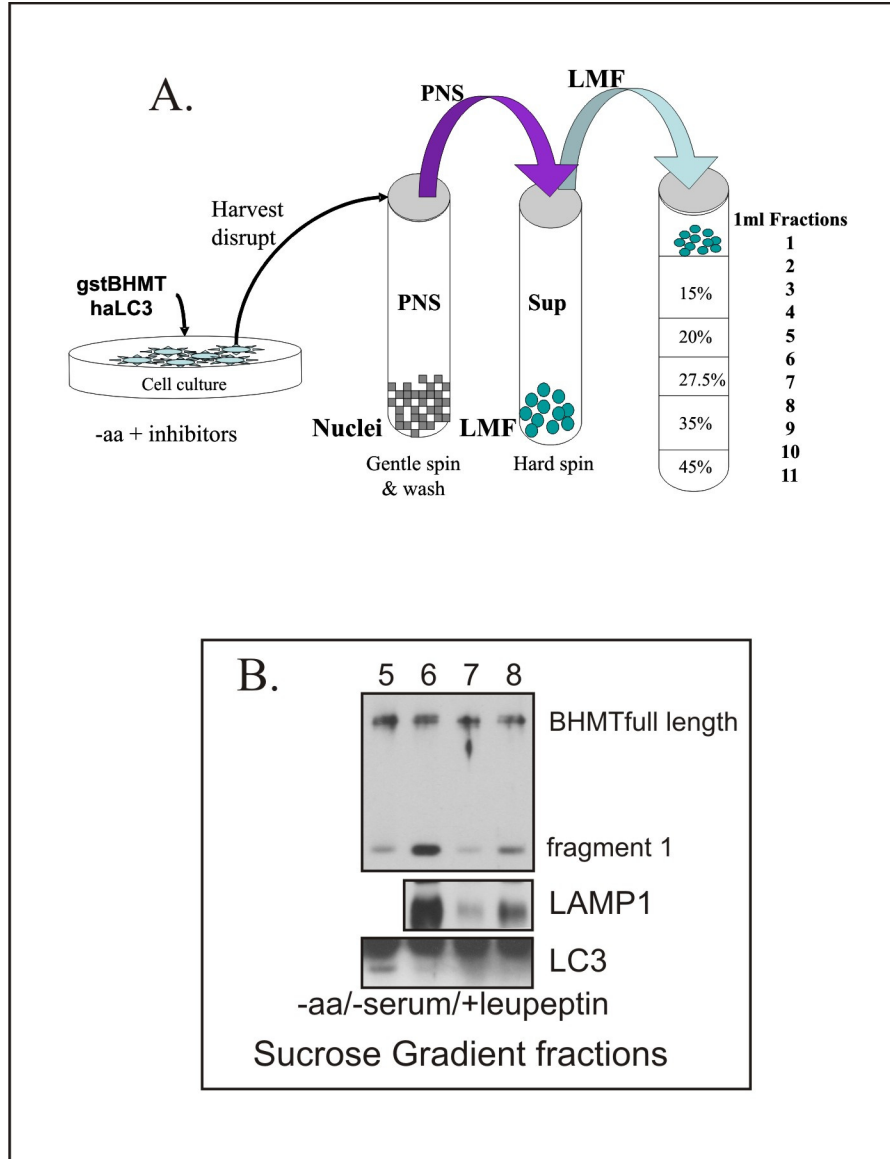 A.
PNS
LMF
Harvest
disrupt
gstBHMT
haLC3
Cell culture
-aa + inhibitors
PNS
Nuclei
Gentle spin
& wash
Sup
LMF
Hard spin
1ml Fractions
1
2
3
4
5
6
7
8
9
10
11
15%
20%
27.5%
35%
45%
B.
5 6 7 8
BHMTfull length
fragment 1
LAMP1
LC3
-aa/-serum/+leupeptin
Sucrose Gradient fractions